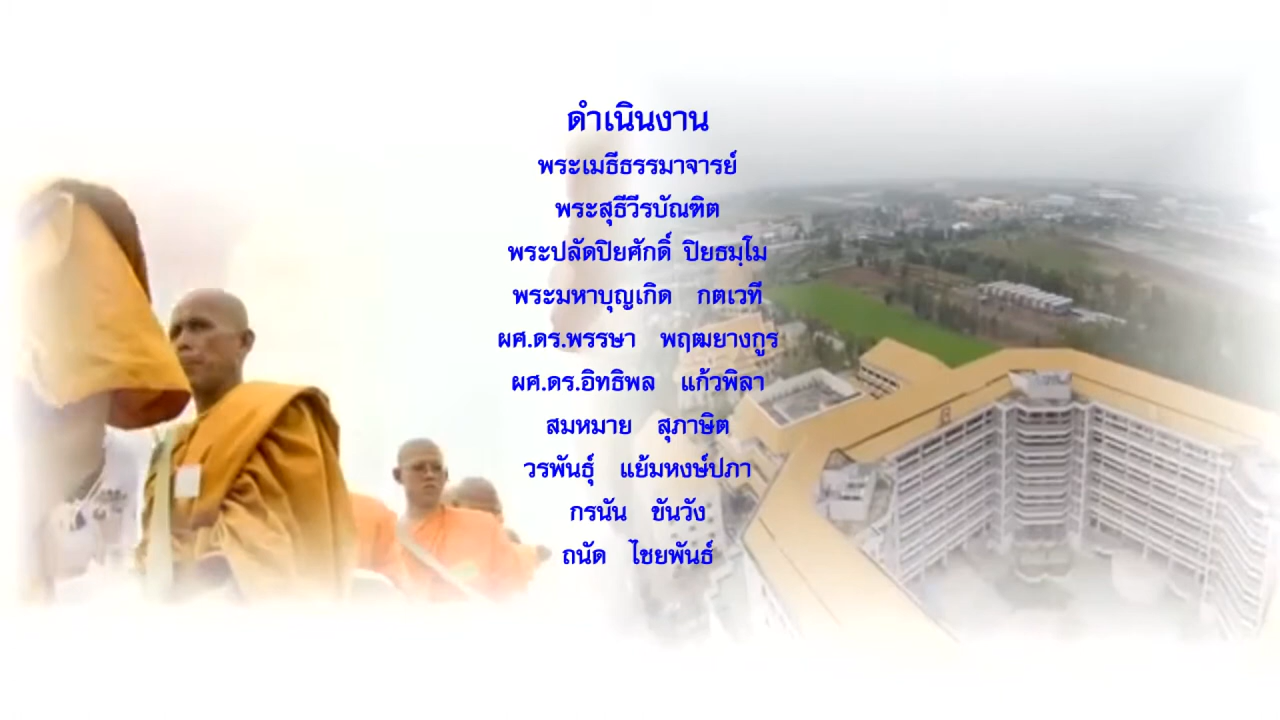 ดำเนินงาน
พระเมธีธรรมาจารย์
พระสุธีวีรบัณฑิต
พระปลัดปิยศักดิ์ ปิยธมฺโม
พระมหาบุญเกิด กตเวที
ผศ.ดร.พรรษา พฤฒยางกูร
ผศ.ดร.อิทธิพล แก้วพิลา
สมหมาย สุภาษิต
วรพันธุ์ แย้มหงษ์ปภา
กรนัน ขันวัง
ถนัด ไชยพันธ์